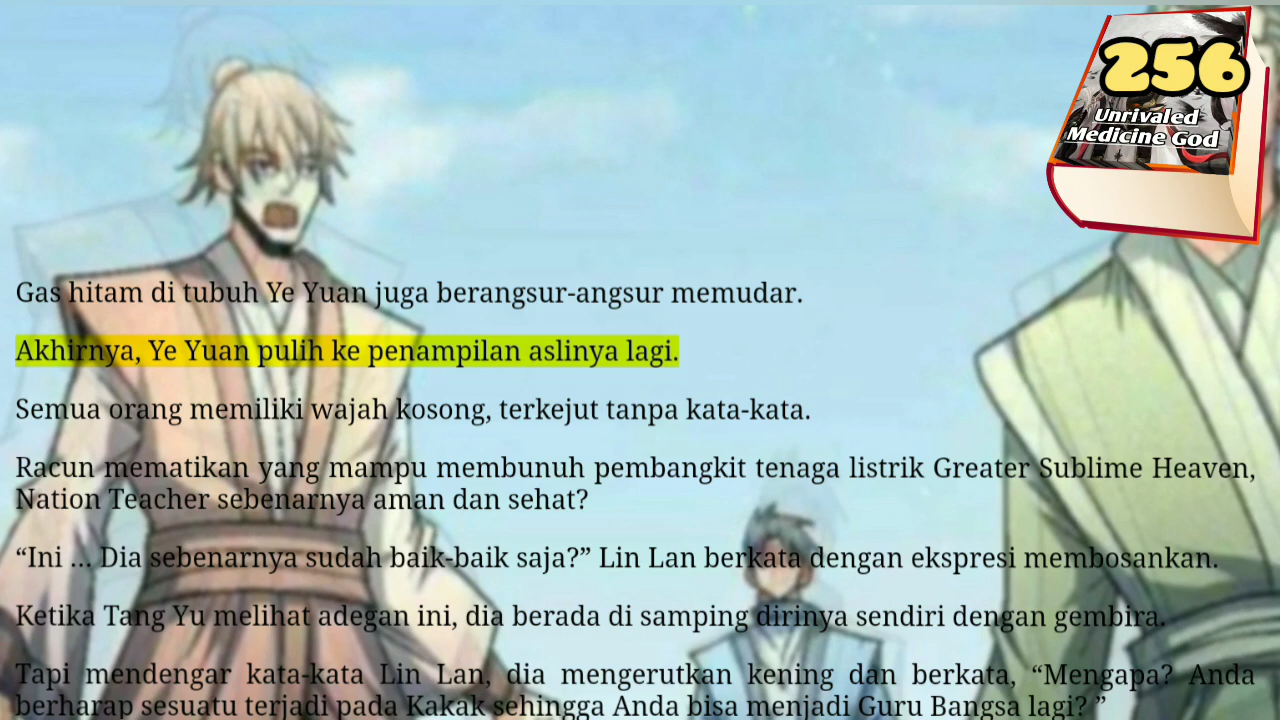 256
Unrivaled
Medicine God
Gas hitam di tubuh Ye Yuan juga berangsur-angsur memudar.
Akhirnya, Ye Yuan pulih ke penampilan aslinya lagi.
Semua orang memiliki wajah kosong, terkejut tanpa kata-kata.
Racun mematikan yang mampu membunuh pembangkit tenaga listrik Greater Sublime Heaven,
Nation Teacher sebenarnya aman dan sehat?
“Ini ... Dia sebenarnya sudah baik-baik saja?” Lin Lan berkata dengan ekspresi membosankan.
Ketika Tang Yu melihat adegan ini, dia berada di samping dirinya sendiri dengan gembira.
Tapi mendengar kata-kata Lin Lan, dia mengerutkan kening dan berkata, “Mengapa? Anda
berharap sesuatu terjadi pada Kakak sehingga Anda bisa menjadi Guru Bangsa lagi? ”